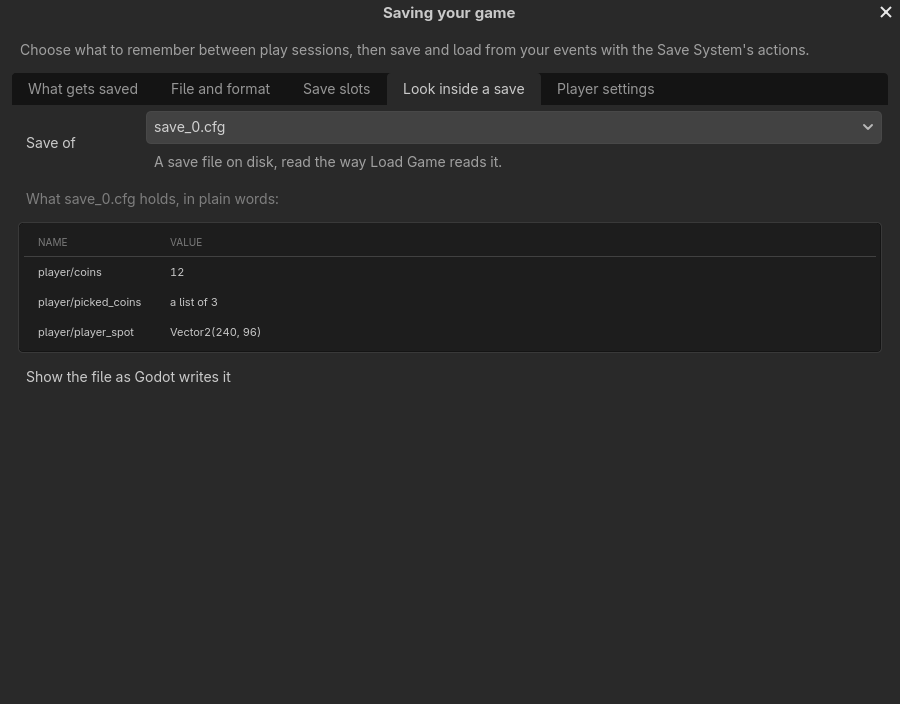 Saving your game
Choose what to remember between play sessions, then save and load from your events with the Save System's actions.
What gets saved
File and format
Save slots
Look inside a save
Player settings
Save of
save_0.cfg
A save file on disk, read the way Load Game reads it.
What save_0.cfg holds, in plain words:
NAME VALUE
player/coins 12
player/picked_coins a list of 3
player/player_spot Vector2(240, 96)
Show the file as Godot writes it